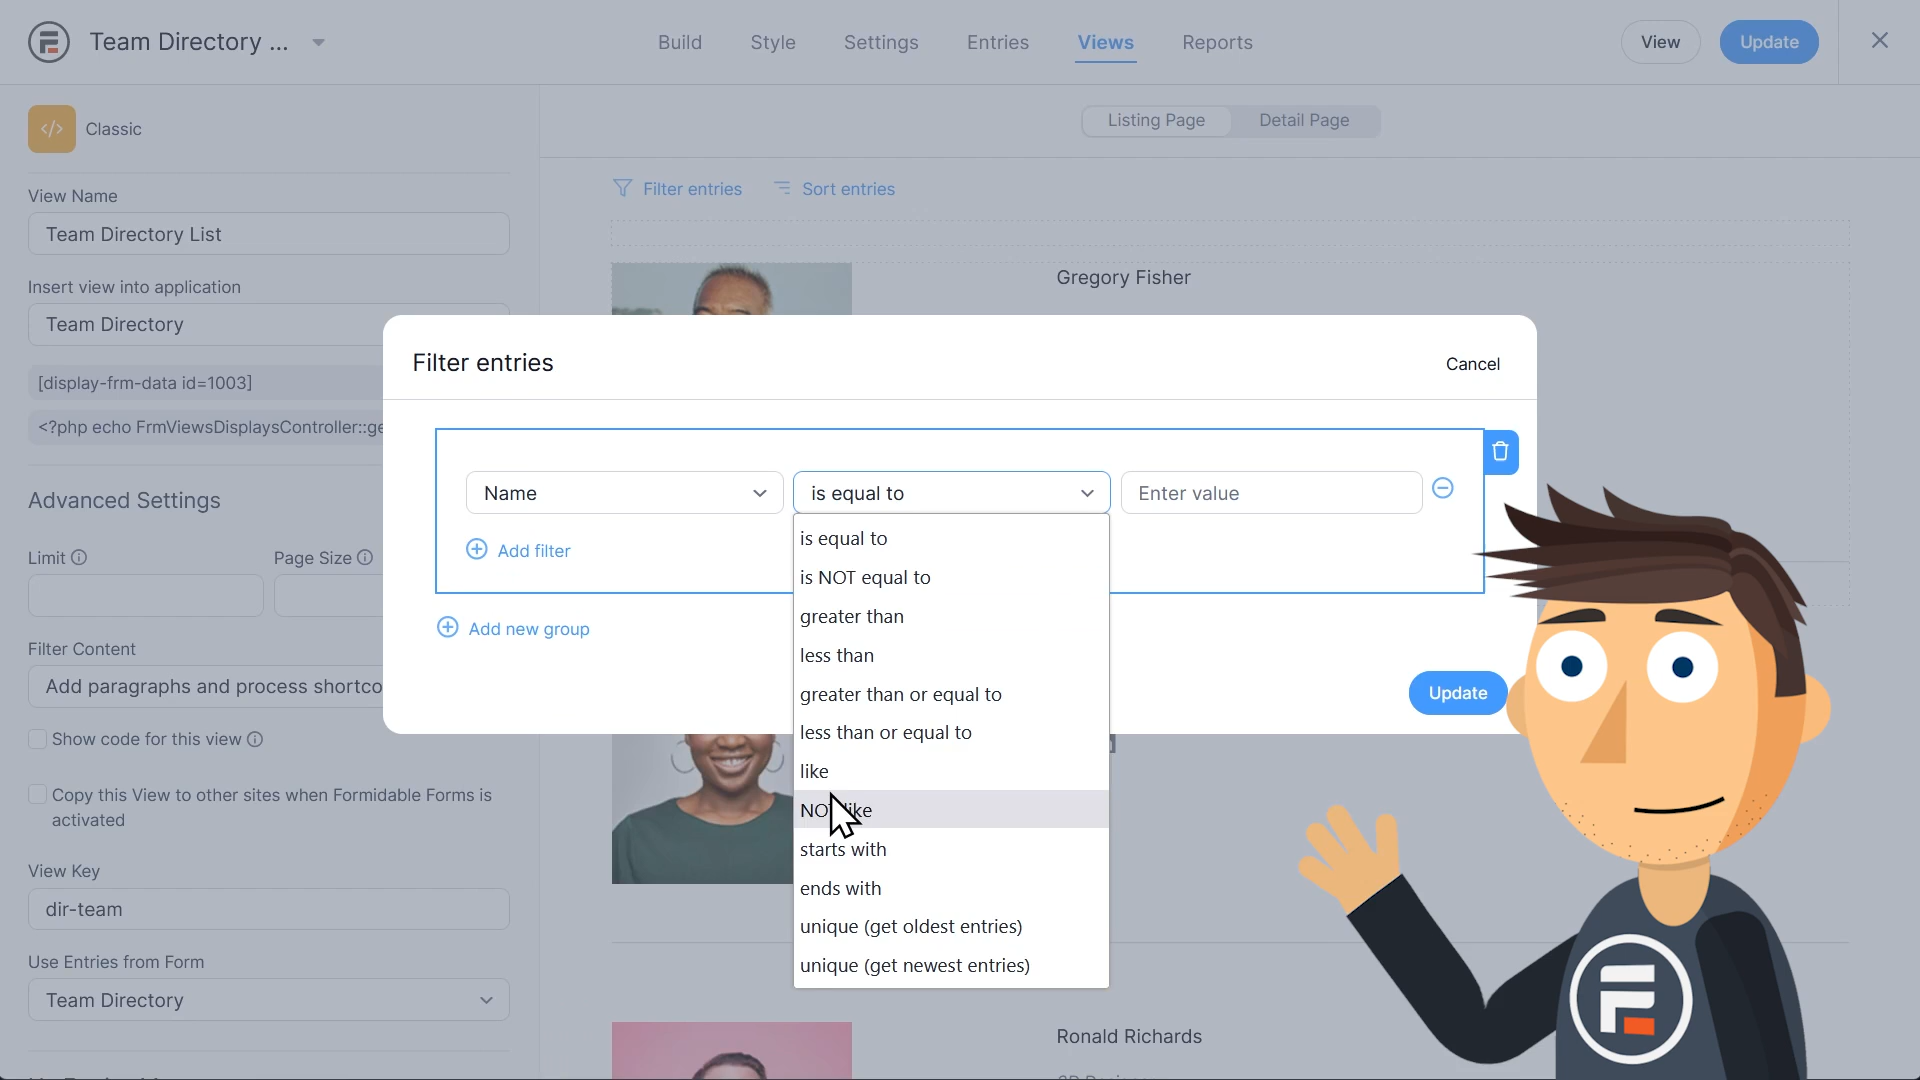 Team Directory ...
Build
Style
Settings
Entries
Views
Reports
View
Update
Classic
Listing Page
Detail Page
View Name
Team Directory List
Filter entries
Sort entries
Insert view into application
Team Directory
Gregory Fisher
[display-frm-data id=1003]
<?php echo FrmViewsDisplaysController::ge
Advanced Settings
Limit
Page Size
Filter Content
Add paragraphs and process shortco
Show code for this view
Copy this View to other sites when Formidable Forms is
activated
View Key
dir-team
Use Entries from Form
Team Directory
Filter entries
Cancel
Name
is equal to
Enter value
Add filter
Add new group
is equal to
is NOT equal to
greater than
less than
greater than or equal to
less than or equal to
like
NOT like
starts with
ends with
unique (get oldest entries)
unique (get newest entries)
Update
Ronald Richards